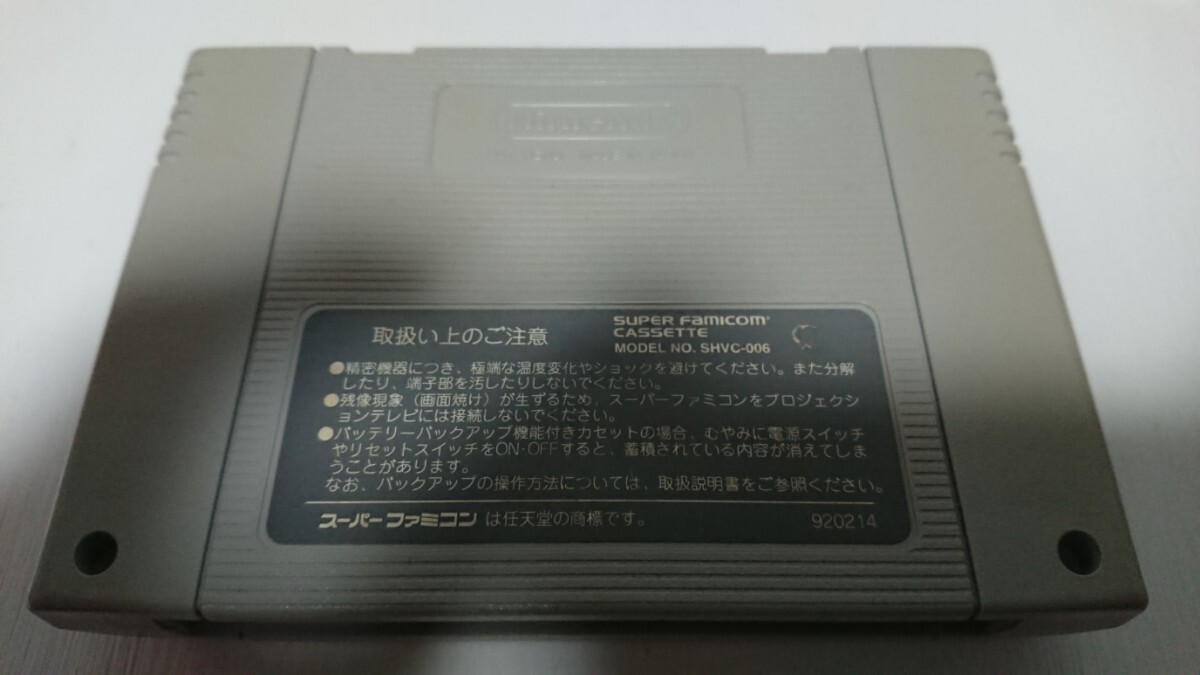 Nintendo
取扱い上のご注意
SUPER FAMICOM
CASSETTE
MODEL NO. SHVC-006
●精密機器につき、極端な温度変化やショックを避けてください。また分解
したり、端子部を汚したりしないでください。
●残像現象（画面焼け）が生ずるため、スーパーファミコンをプロジェクシ
ョンテレビには接続しないでください。
●バッテリーバックアップ機能付きカセットの場合、むやみに電源スイッチ
やリセットスイッチをON・OFFすると、蓄積されている内容が消えてしま
うことがあります。
なお、バックアップの操作方法については、取扱説明書をご参照ください。
スーパーファミコン は任天堂の商標です。
920214